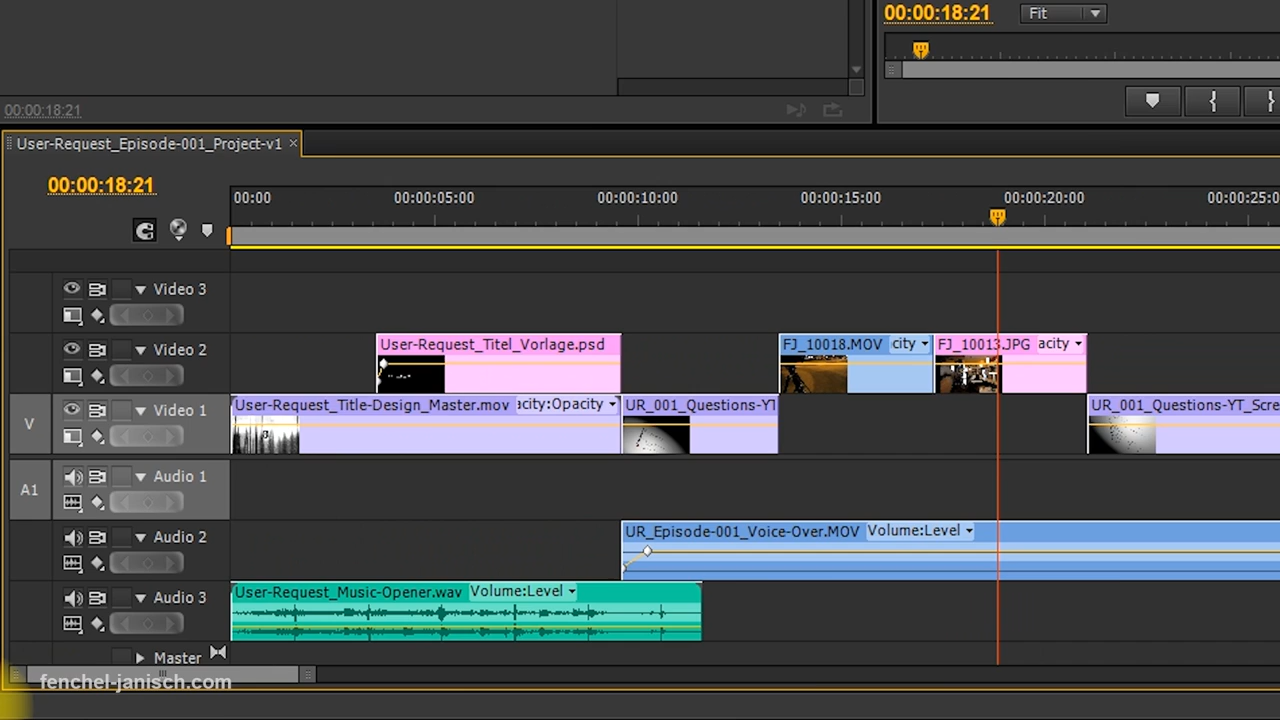 00:00:18:21 Fit
00:00:18:21
User-Request_Episode-001_Project-v1 ×
00:00:18:21
00:00 00:00:05:00 00:00:10:00 00:00:15:00 00:00:20:00 00:00:25:0
Video 3
Video 2
User-Request_Titel_Vorlage.psd FJ_10018.MOV city FJ_10013.JPG acity
V Video 1
User-Request_Title-Design_Master.mov acity:Opacity UR_001_Questions-YT UR_001_Questions-YT_Scre
A1 Audio 1
Audio 2
UR_Episode-001_Voice-Over.MOV Volume:Level
Audio 3
User-Request_Music-Opener.wav Volume:Level
Master
fenchel-janisch.com